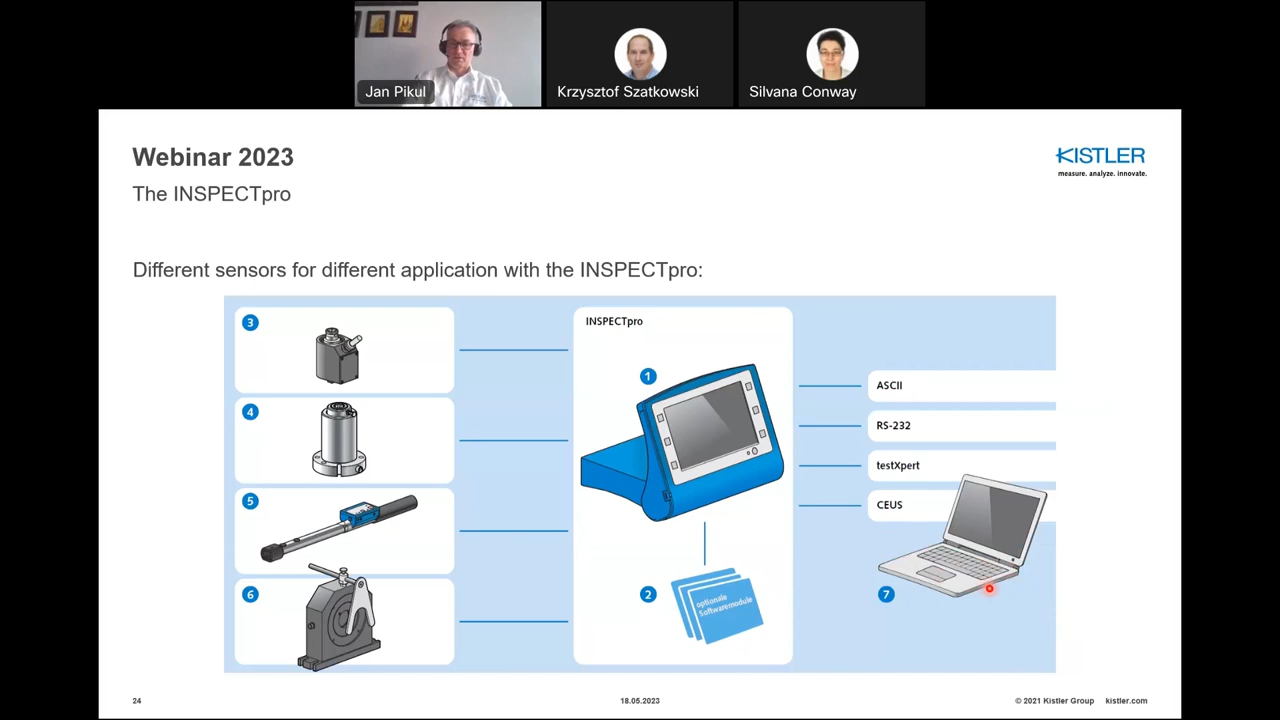 Jan Pikul
Krzysztof Szatkowski
Silvana Conway
Webinar 2023
The INSPECTpro
KISTLER
measure. analyze. innovate.
Different sensors for different application with the INSPECTpro:
3
4
5
6
INSPECTpro
1
2
optionale
Softwaremodule
ASCII
RS-232
testXpert
CEUS
7
24
18.05.2023
© 2021 Kistler Group kistler.com